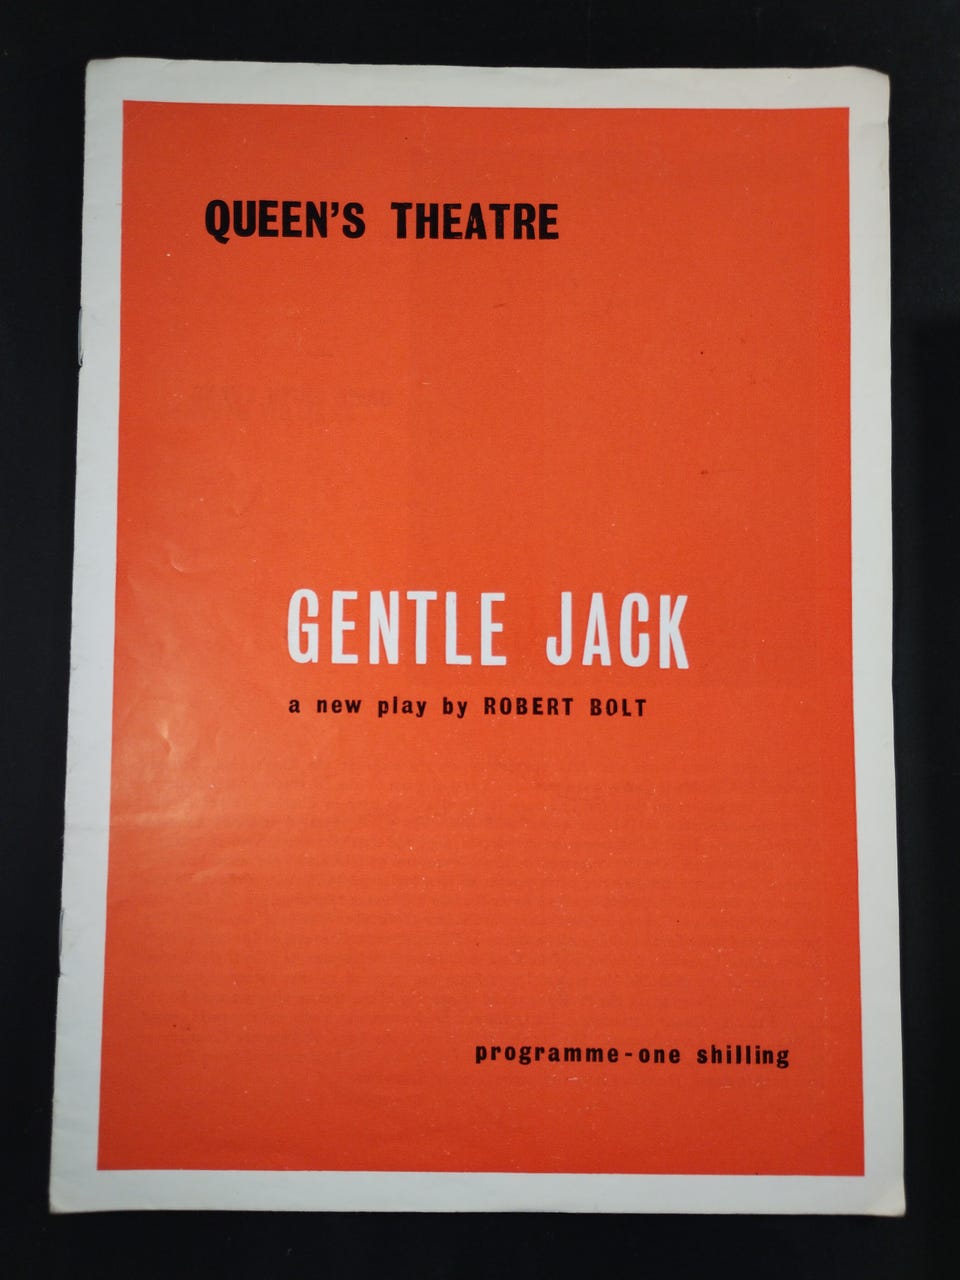 QUEEN'S THEATRE
GENTLE JACK
a new play by ROBERT BOLT
programme-one shilling